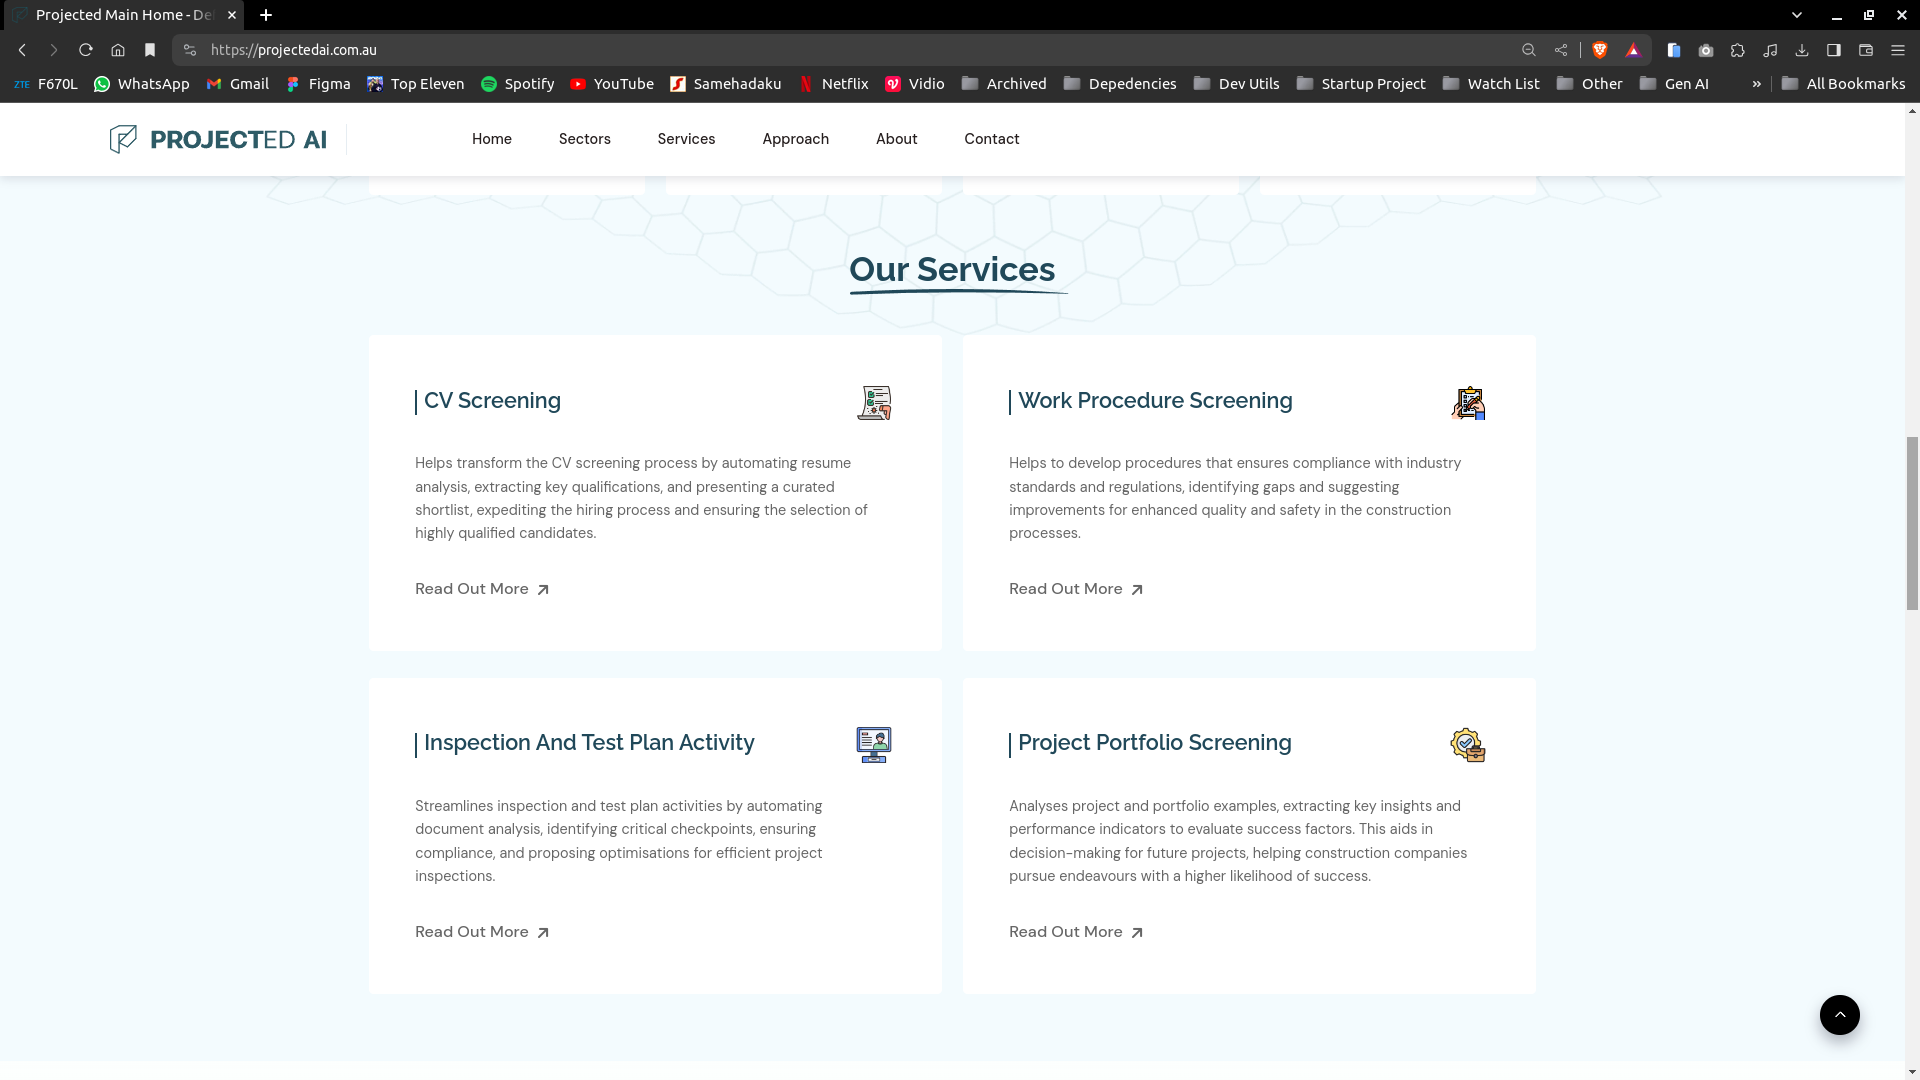 Projected Main Home - De
https://projectedai.com.au
ZTE F670L WhatsApp Gmail Figma Top Eleven Spotify YouTube Samehadaku Netflix Vidio Archived Depedencies Dev Utils Startup Project Watch List Other Gen AI » All Bookmarks
PROJECTED AI Home Sectors Services Approach About Contact
Our Services
CV Screening
Helps transform the CV screening process by automating resume
analysis, extracting key qualifications, and presenting a curated
shortlist, expediting the hiring process and ensuring the selection of
highly qualified candidates.
Read Out More
Work Procedure Screening
Helps to develop procedures that ensures compliance with industry
standards and regulations, identifying gaps and suggesting
improvements for enhanced quality and safety in the construction
processes.
Read Out More
Inspection And Test Plan Activity
Streamlines inspection and test plan activities by automating
document analysis, identifying critical checkpoints, ensuring
compliance, and proposing optimisations for efficient project
inspections.
Read Out More
Project Portfolio Screening
Analyses project and portfolio examples, extracting key insights and
performance indicators to evaluate success factors. This aids in
decision-making for future projects, helping construction companies
pursue endeavours with a higher likelihood of success.
Read Out More